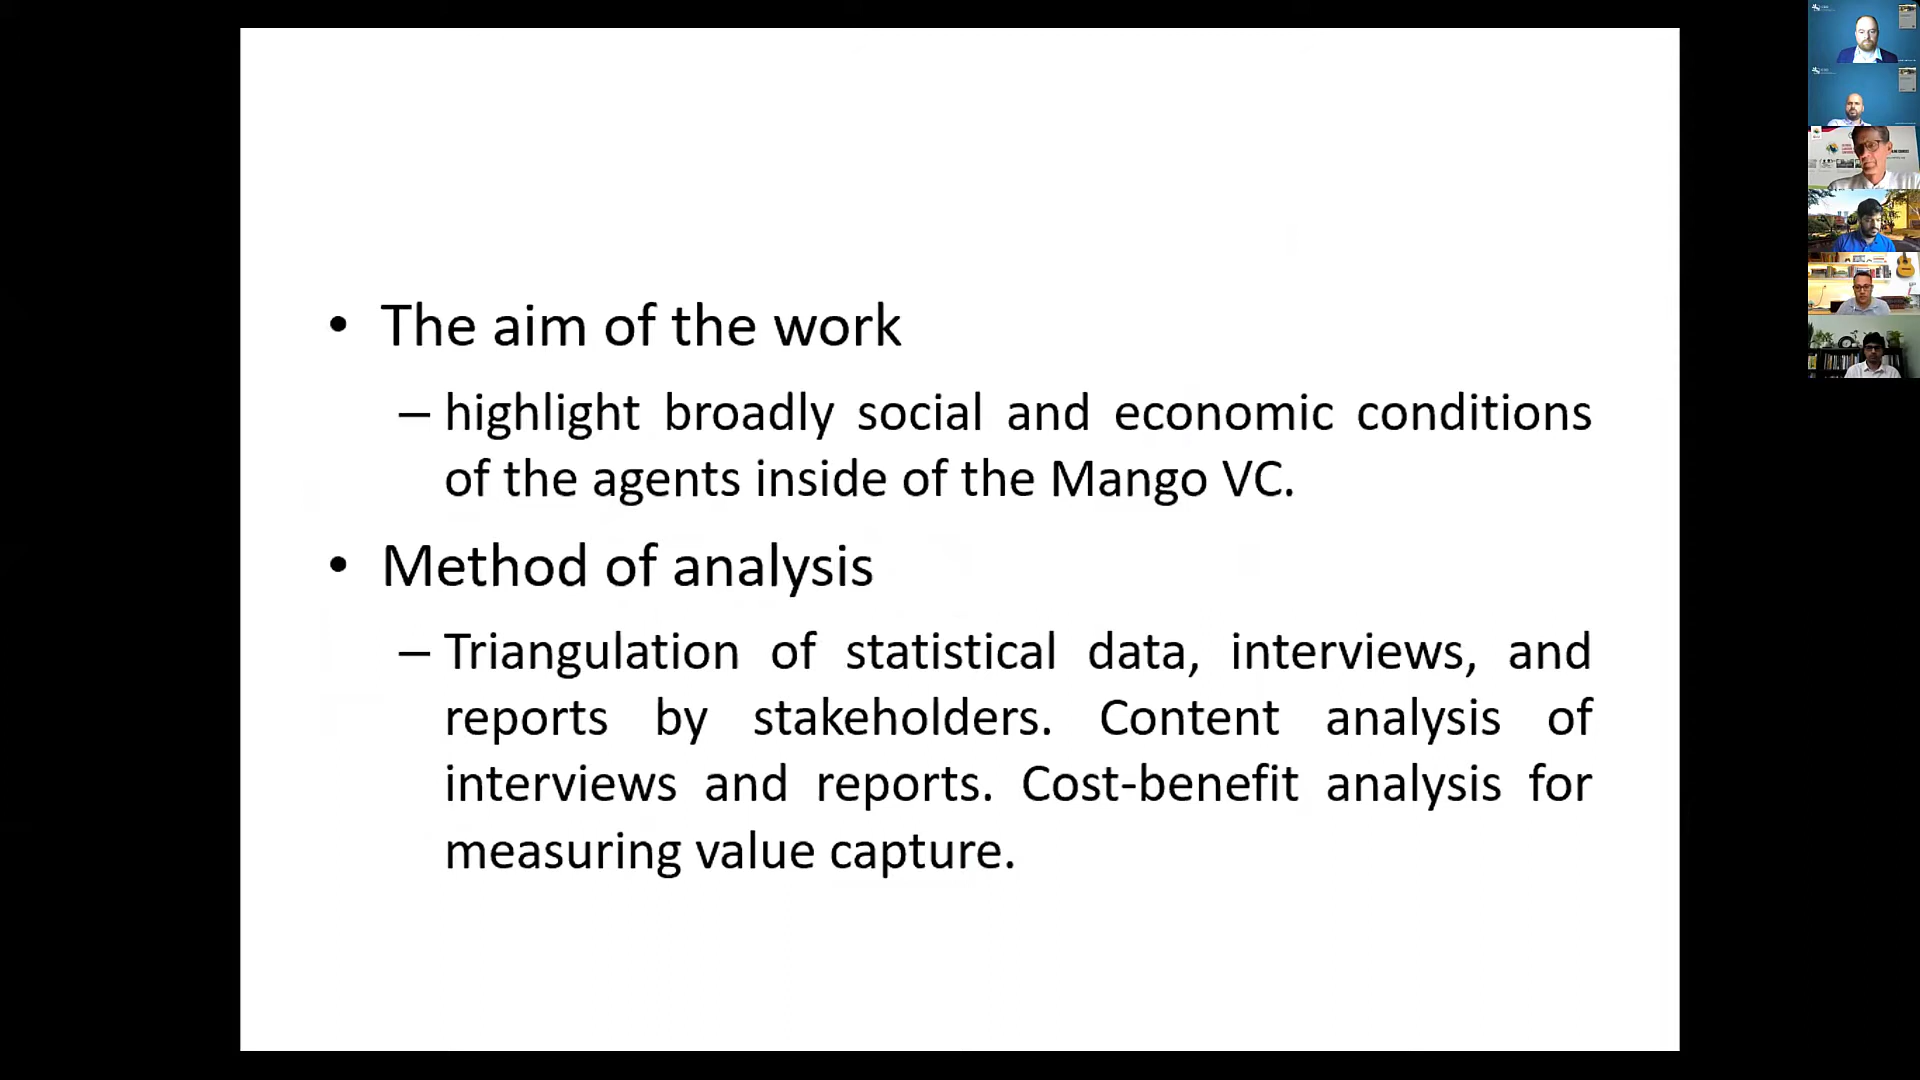 • The aim of the work
– highlight broadly social and economic conditions
of the agents inside of the Mango VC.
• Method of analysis
– Triangulation of statistical data, interviews, and
reports by stakeholders. Content analysis of
interviews and reports. Cost-benefit analysis for
measuring value capture.